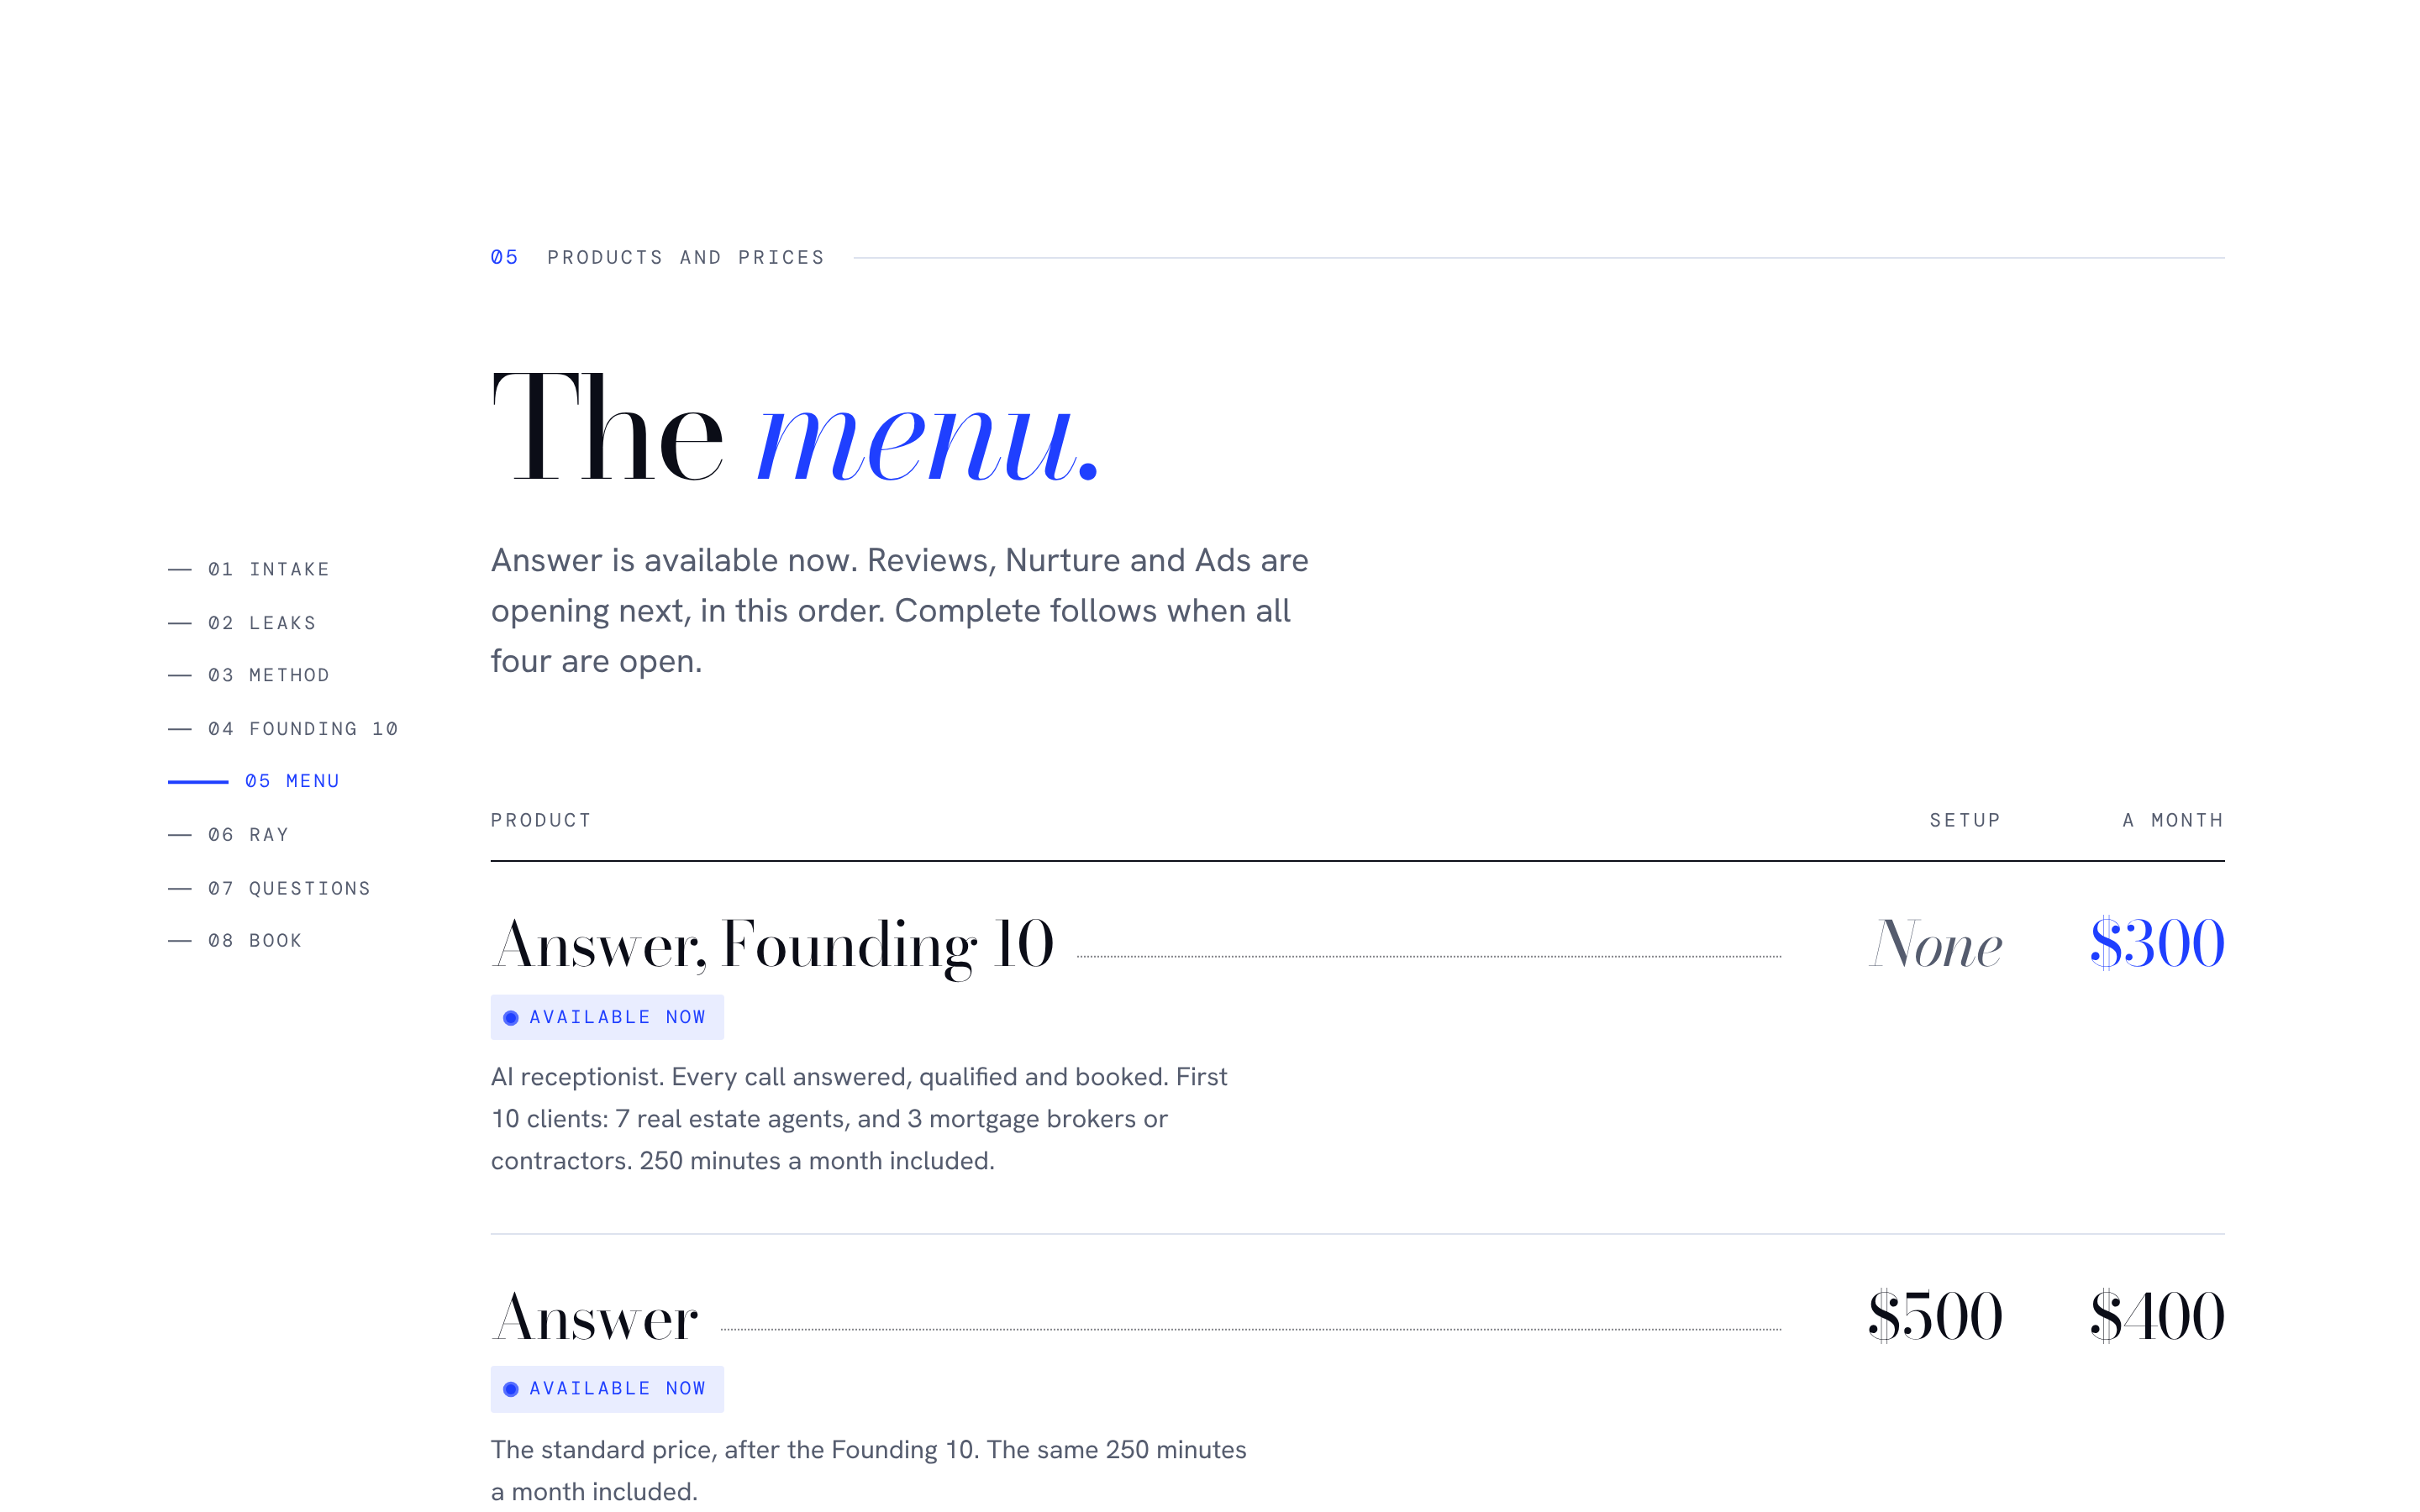 05 PRODUCTS AND PRICES
The menu.
Answer is available now. Reviews, Nurture and Ads are
opening next, in this order. Complete follows when all
four are open.
01 INTAKE
02 LEAKS
03 METHOD
04 FOUNDING 10
05 MENU
06 RAY
07 QUESTIONS
08 BOOK
PRODUCT SETUP A MONTH
Answer, Founding 10 None $300
AVAILABLE NOW
AI receptionist. Every call answered, qualified and booked. First
10 clients: 7 real estate agents, and 3 mortgage brokers or
contractors. 250 minutes a month included.
Answer $500 $400
AVAILABLE NOW
The standard price, after the Founding 10. The same 250 minutes
a month included.